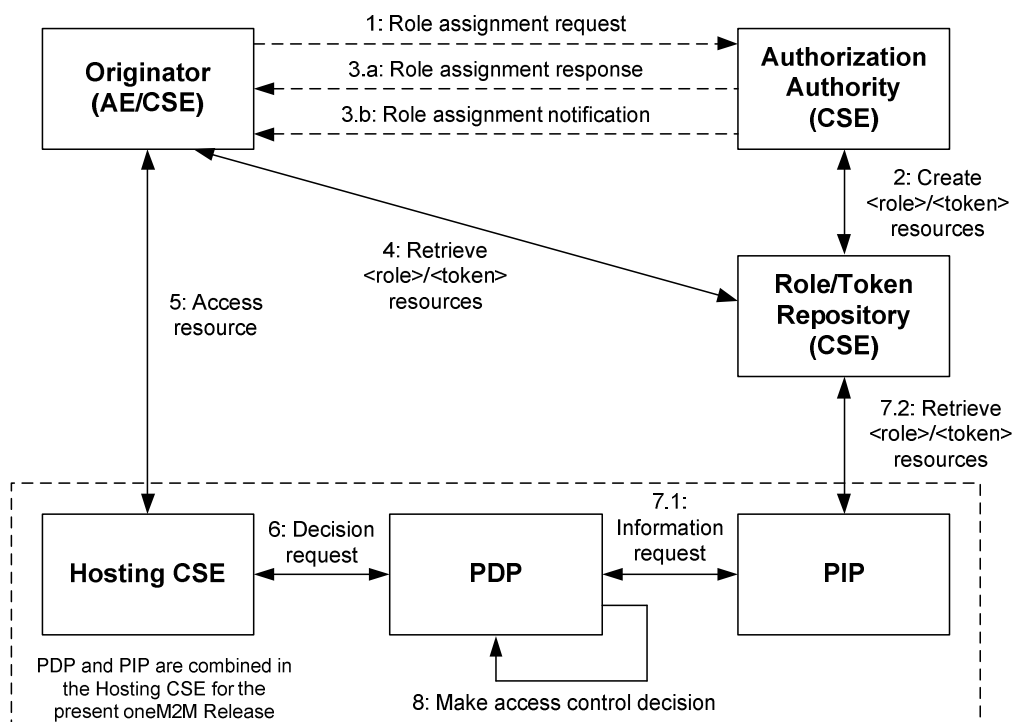 1: Role assignment request
Originator
(AE/CSE)
3.a: Role assignment response
3.b: Role assignment notification
Authorization
Authority
(CSE)
2: Create
<role>/<token>
resources
4: Retrieve
<role>/<token>
resources
5: Access
resource
Role/Token
Repository
(CSE)
7.2: Retrieve
<role>/<token>
resources
Hosting CSE
6: Decision
request
PDP
7.1:
Information
request
PIP
PDP and PIP are combined in
the Hosting CSE for the
present oneM2M Release
8: Make access control decision